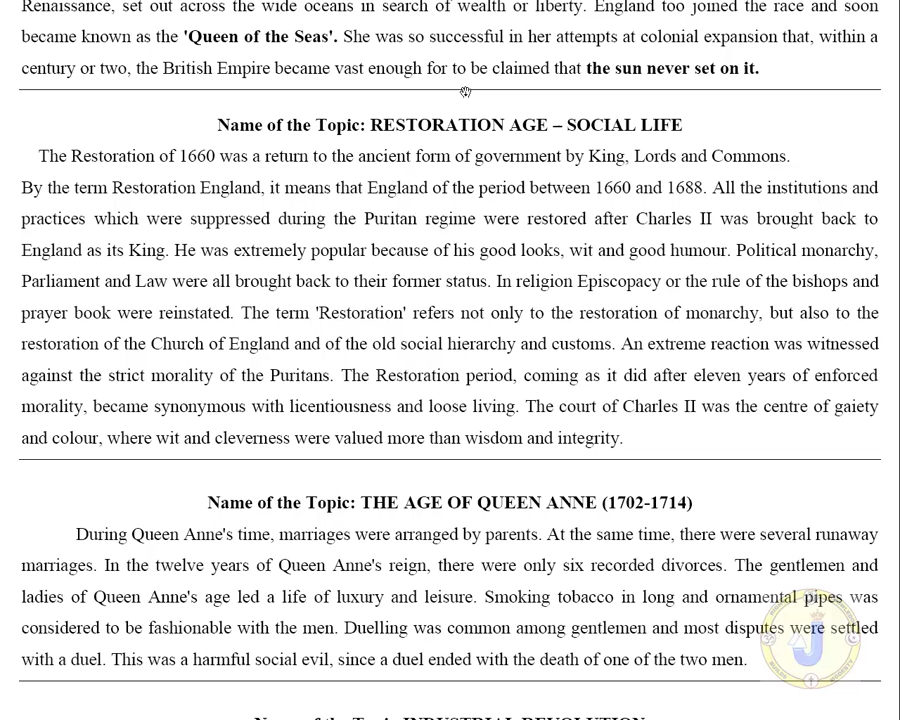 Renaissance, set out across the wide oceans in search of wealth or liberty. England too joined the race and soon
became known as the 'Queen of the Seas'. She was so successful in her attempts at colonial expansion that, within a
century or two, the British Empire became vast enough for to be claimed that the sun never set on it.
Name of the Topic: RESTORATION AGE – SOCIAL LIFE
The Restoration of 1660 was a return to the ancient form of government by King, Lords and Commons.
By the term Restoration England, it means that England of the period between 1660 and 1688. All the institutions and
practices which were suppressed during the Puritan regime were restored after Charles II was brought back to
England as its King. He was extremely popular because of his good looks, wit and good humour. Political monarchy,
Parliament and Law were all brought back to their former status. In religion Episcopacy or the rule of the bishops and
prayer book were reinstated. The term 'Restoration' refers not only to the restoration of monarchy, but also to the
restoration of the Church of England and of the old social hierarchy and customs. An extreme reaction was witnessed
against the strict morality of the Puritans. The Restoration period, coming as it did after eleven years of enforced
morality, became synonymous with licentiousness and loose living. The court of Charles II was the centre of gaiety
and colour, where wit and cleverness were valued more than wisdom and integrity.
Name of the Topic: THE AGE OF QUEEN ANNE (1702-1714)
During Queen Anne's time, marriages were arranged by parents. At the same time, there were several runaway
marriages. In the twelve years of Queen Anne's reign, there were only six recorded divorces. The gentlemen and
ladies of Queen Anne's age led a life of luxury and leisure. Smoking tobacco in long and ornamental pipes was
considered to be fashionable with the men. Duelling was common among gentlemen and most disputes were settled
with a duel. This was a harmful social evil, since a duel ended with the death of one of the two men.
Name of the Topic: INDUSTRIAL REVOLUTION